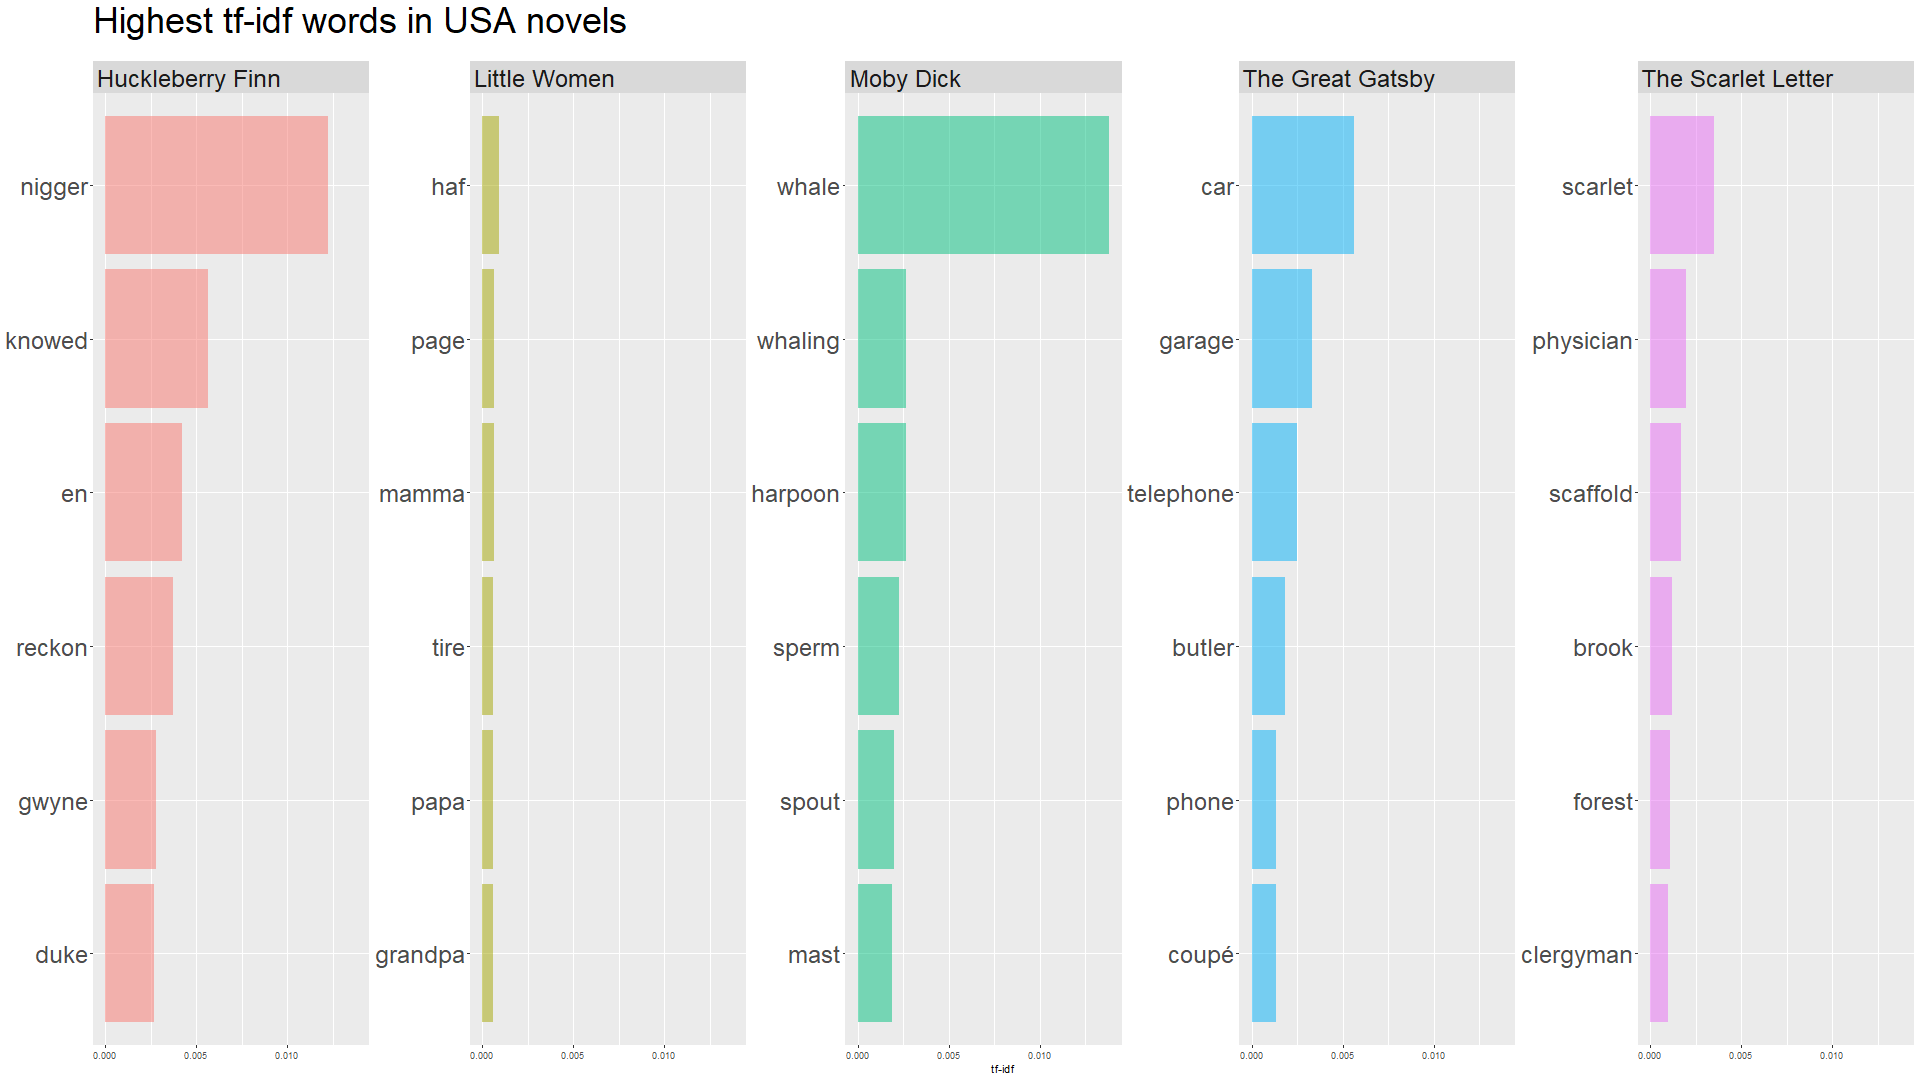 Highest tf-idf words in USA novels
Huckleberry Finn
nigger
knowed
en
reckon
gwyne
duke
0.000 0.005 0.010
Little Women
haf
page
mamma
tire
papa
grandpa
0.000 0.005 0.010
Moby Dick
whale
whaling
harpoon
sperm
spout
mast
0.000 0.005 0.010
The Great Gatsby
car
garage
telephone
butler
phone
coupé
0.000 0.005 0.010
The Scarlet Letter
scarlet
physician
scaffold
brook
forest
clergyman
0.000 0.005 0.010
tf-idf